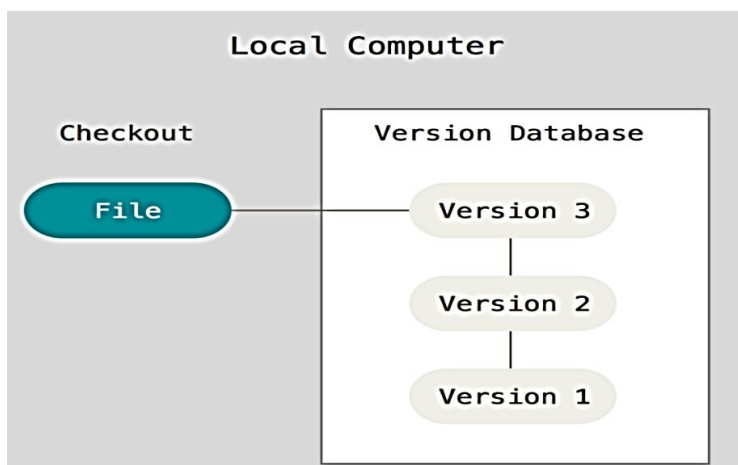 Local Computer
Checkout
Version Database
File
Version 3
Version 2
Version 1